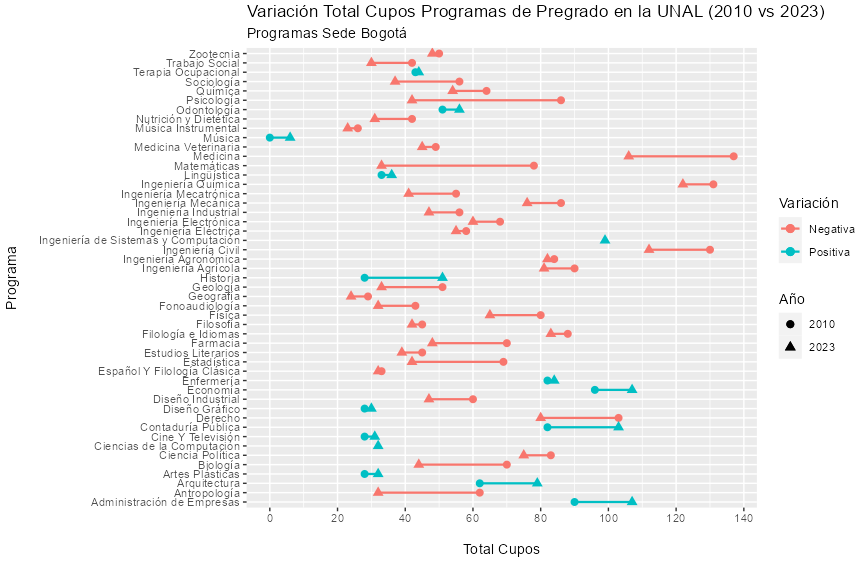 Variación Total Cupos Programas de Pregrado en la UNAL (2010 vs 2023)
Programas Sede Bogotá
Programa
Zootecnia
Trabajo Social
Terapia Ocupacional
Sociología
Química
Psicología
Odontología
Nutrición y Dietética
Música Instrumental
Música
Medicina Veterinaria
Medicina
Matemáticas
Lingüística
Ingeniería Química
Ingeniería Mecatrónica
Ingeniería Mecánica
Ingeniería Industrial
Ingeniería Electrónica
Ingeniería Eléctrica
Ingeniería de Sistemas y Computación
Ingeniería Civil
Ingeniería Agronómica
Ingeniería Agrícola
Historia
Geología
Geografía
Fonoaudiología
Física
Filosofía
Filología e Idiomas
Farmacia
Estudios Literarios
Estadística
Español Y Filología Clásica
Enfermería
Economía
Diseño Industrial
Diseño Gráfico
Derecho
Contaduría Pública
Cine Y Televisión
Ciencias de la Computación
Ciencia Política
Biología
Artes Plásticas
Arquitectura
Antropología
Administración de Empresas
0 20 40 60 80 100 120 140
Total Cupos
Variación
Negativa
Positiva
Año
2010
2023